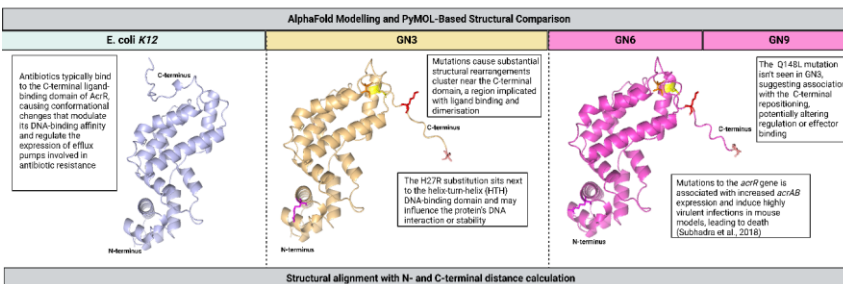 AlphaFold Modelling and PyMOL-Based Structural Comparison
E. coli K12
GN3
GN6
GN9
Antibiotics typically bind
to the C-terminal ligand-
binding domain of AcrR,
causing conformational
changes that modulate
its DNA-binding affinity
and regulate the
expression of efflux
pumps involved in
antibiotic resistance
C-terminus
N-terminus
Mutations cause substantial
structural rearrangements
cluster near the C-terminal
domain, a region implicated
with ligand binding and
dimerisation
C-terminus
The H27R substitution sits next
to the helix-turn-helix (HTH)
DNA-binding domain and may
influence the protein's DNA
interaction or stability
N-terminus
The Q148L mutation
isn't seen in GN3,
suggesting association
with the C-terminal
repositioning,
potentially altering
regulation or effector
binding
C-terminus
Mutations to the acrR gene is
associated with increased acrAB
expression and induce highly
virulent infections in mouse
models, leading to death
(Subhadra et al., 2018)
N-terminus
Structural alignment with N- and C-terminal distance calculation